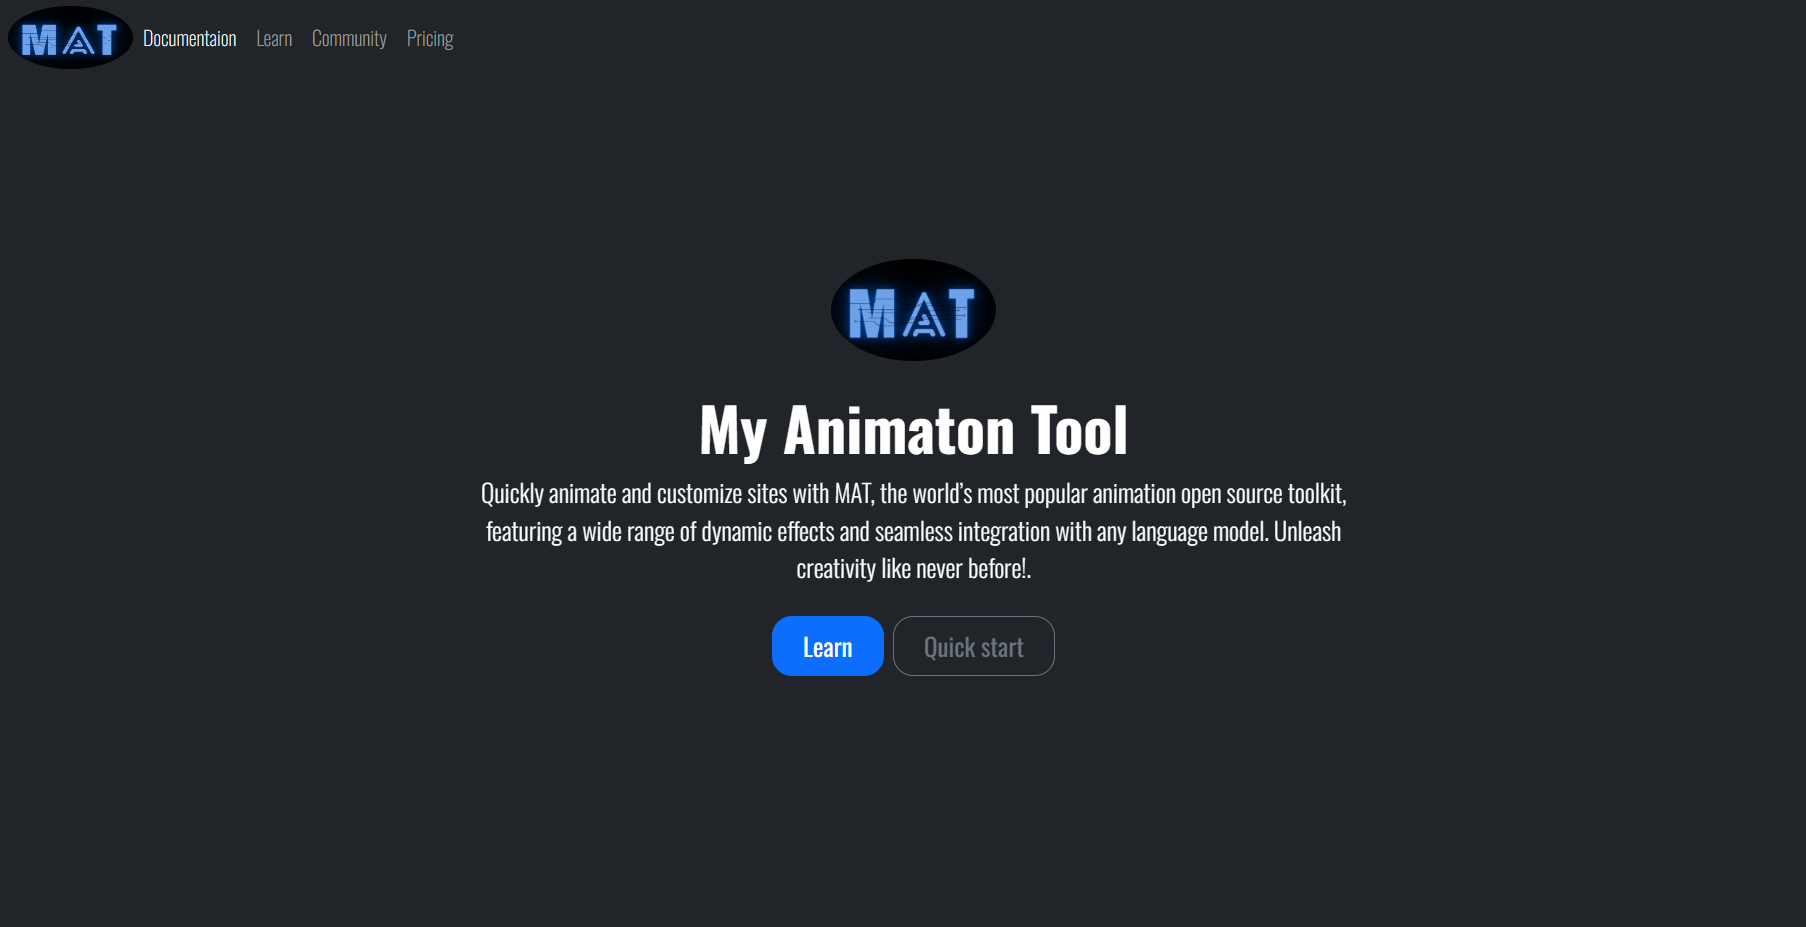 MAT Documentaion Learn Community Pricing
MAT
My Animaton Tool
Quickly animate and customize sites with MAT, the world’s most popular animation open source toolkit,
featuring a wide range of dynamic effects and seamless integration with any language model. Unleash
creativity like never before!.
Learn Quick start